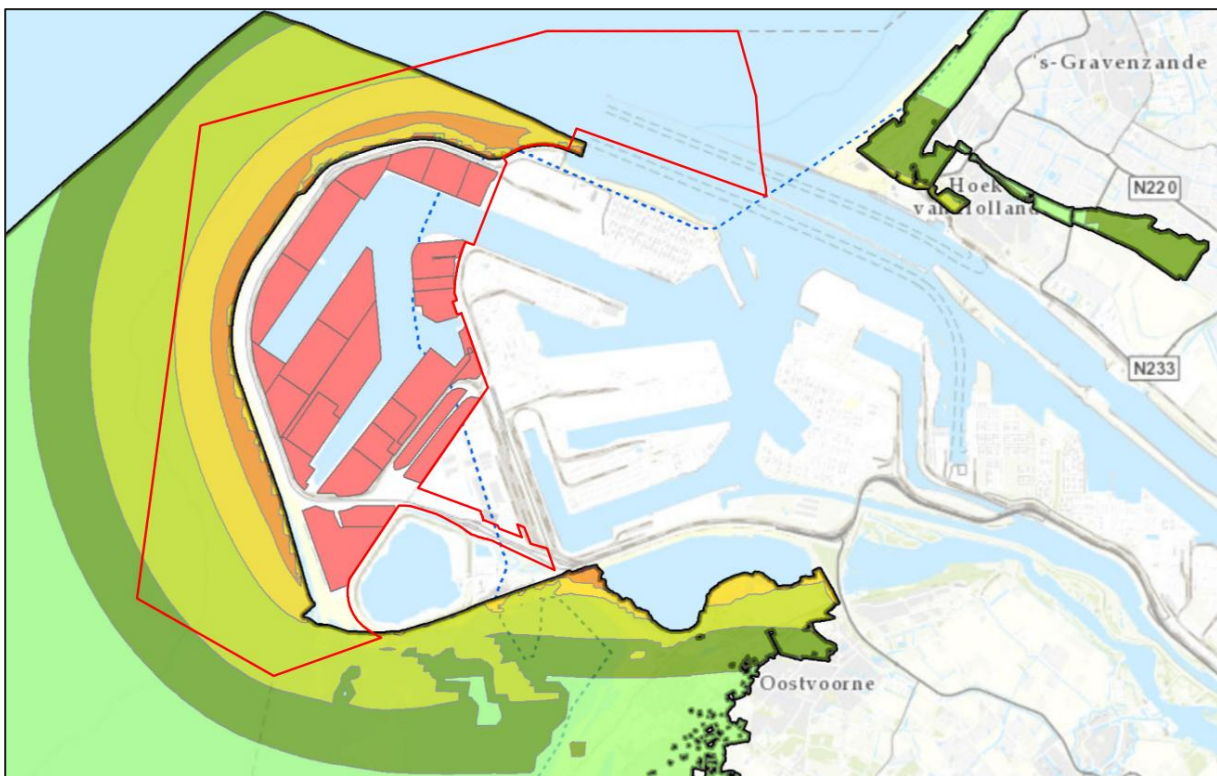 's-Gravenzande
N220
Hoek
van Holland
N233
Oostvoorne